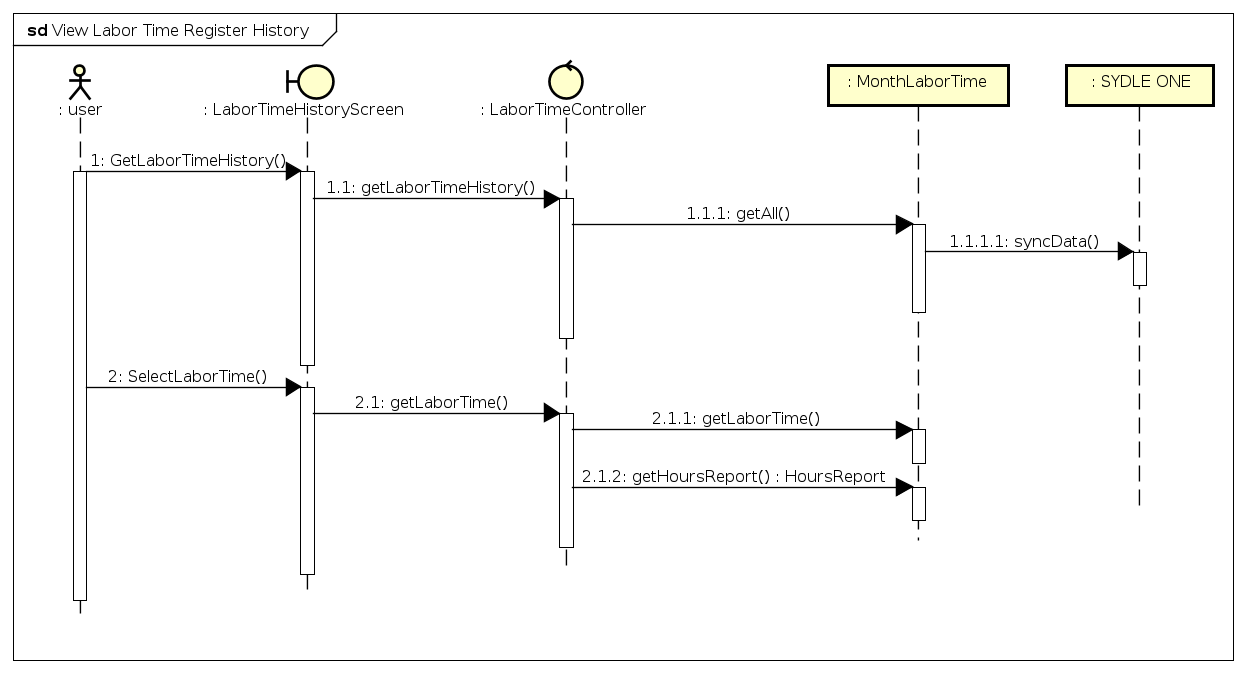 sd View Labor Time Register History
: user
: LaborTimeHistoryScreen
: LaborTimeController
: MonthLaborTime
: SYDLE ONE
1: GetLaborTimeHistory()
1.1: getLaborTimeHistory()
1.1.1: getAll()
1.1.1.1: syncData()
2: SelectLaborTime()
2.1: getLaborTime()
2.1.1: getLaborTime()
2.1.2: getHoursReport() : HoursReport